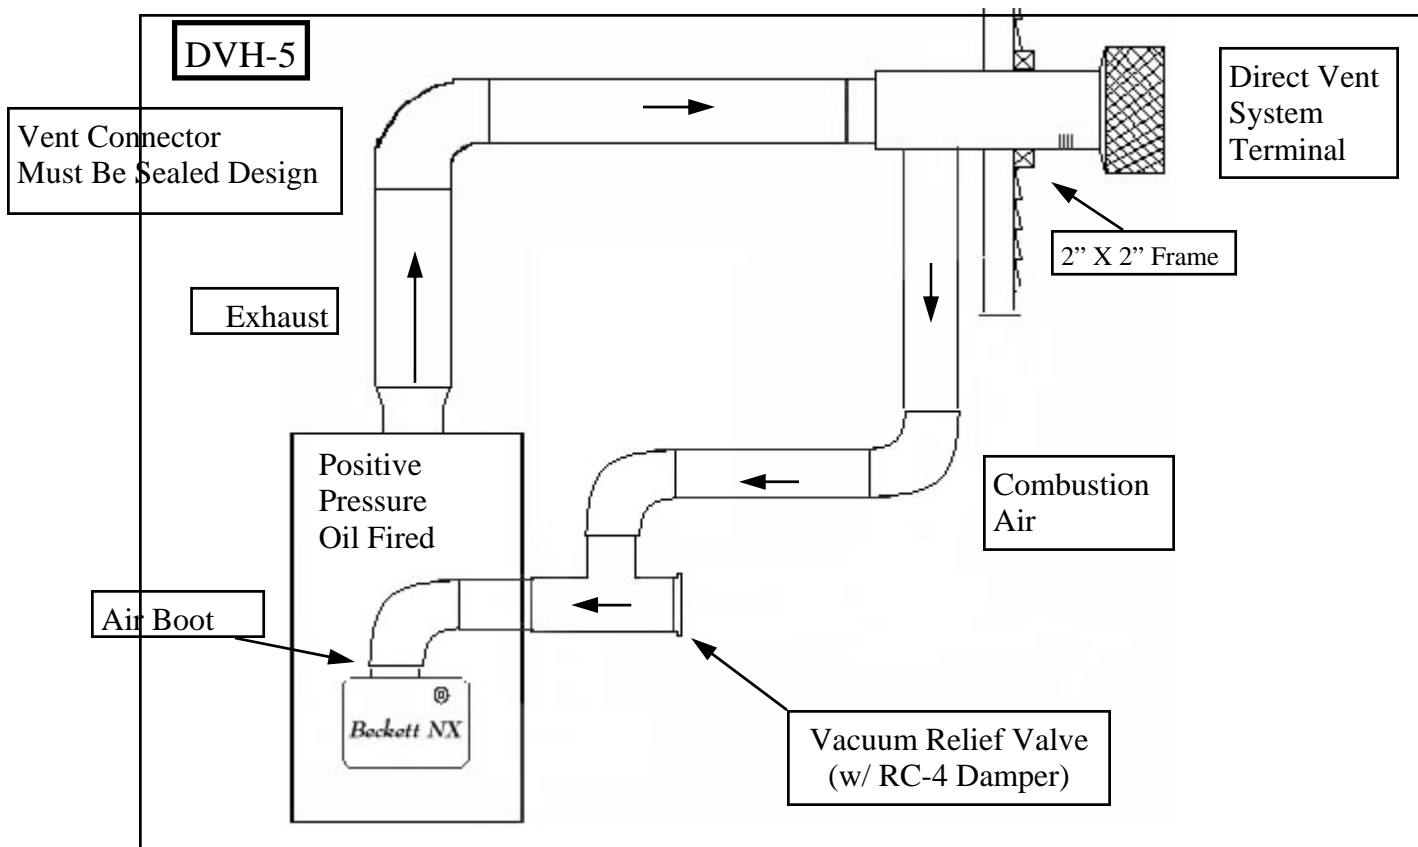 DVH-5
Vent Connector
Must Be Sealed Design
Direct Vent
System
Terminal
2” X 2” Frame
Exhaust
Positive
Pressure
Oil Fired
Combustion
Air
Air Boot
Beckett NX
Vacuum Relief Valve
(w/ RC-4 Damper)